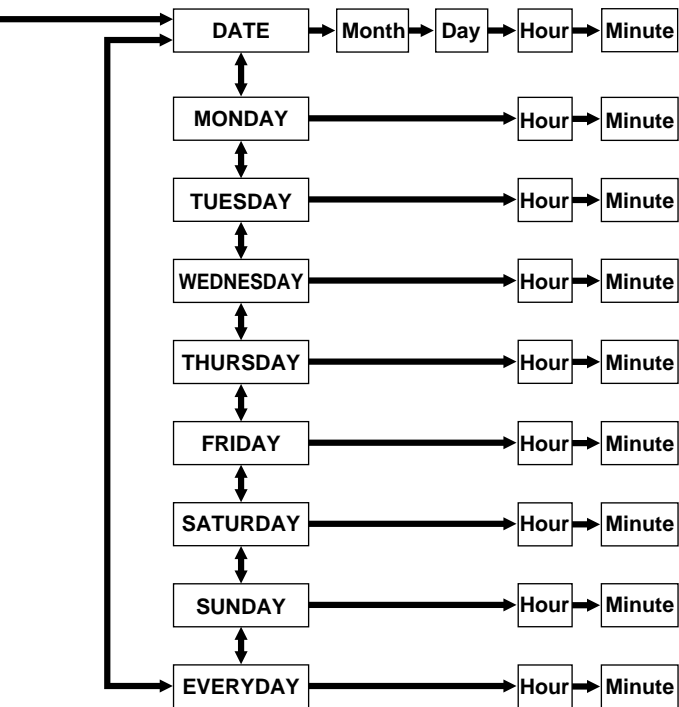 DATE Month Day Hour Minute
MONDAY Hour Minute
TUESDAY Hour Minute
WEDNESDAY Hour Minute
THURSDAY Hour Minute
FRIDAY Hour Minute
SATURDAY Hour Minute
SUNDAY Hour Minute
EVERYDAY Hour Minute